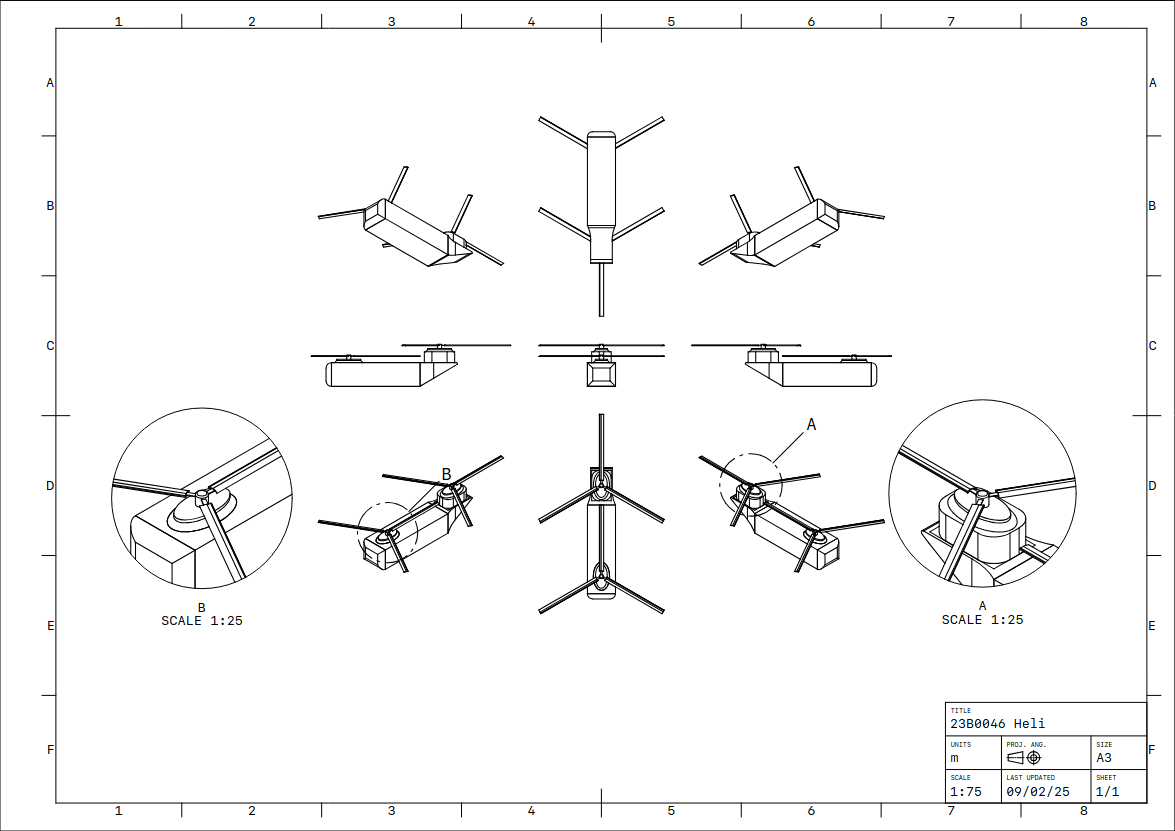 1 2 3 4 5 6 7 8
A A
B B
C C
A
D B D
B
SCALE 1:25
A
SCALE 1:25
E E
TITLE
23B0046 Heli
UNITS PROJ. ANG. SIZE
F m A3 F
SCALE LAST UPDATED SHEET
1:75 09/02/25 1/1
1 2 3 4 5 6 7 8